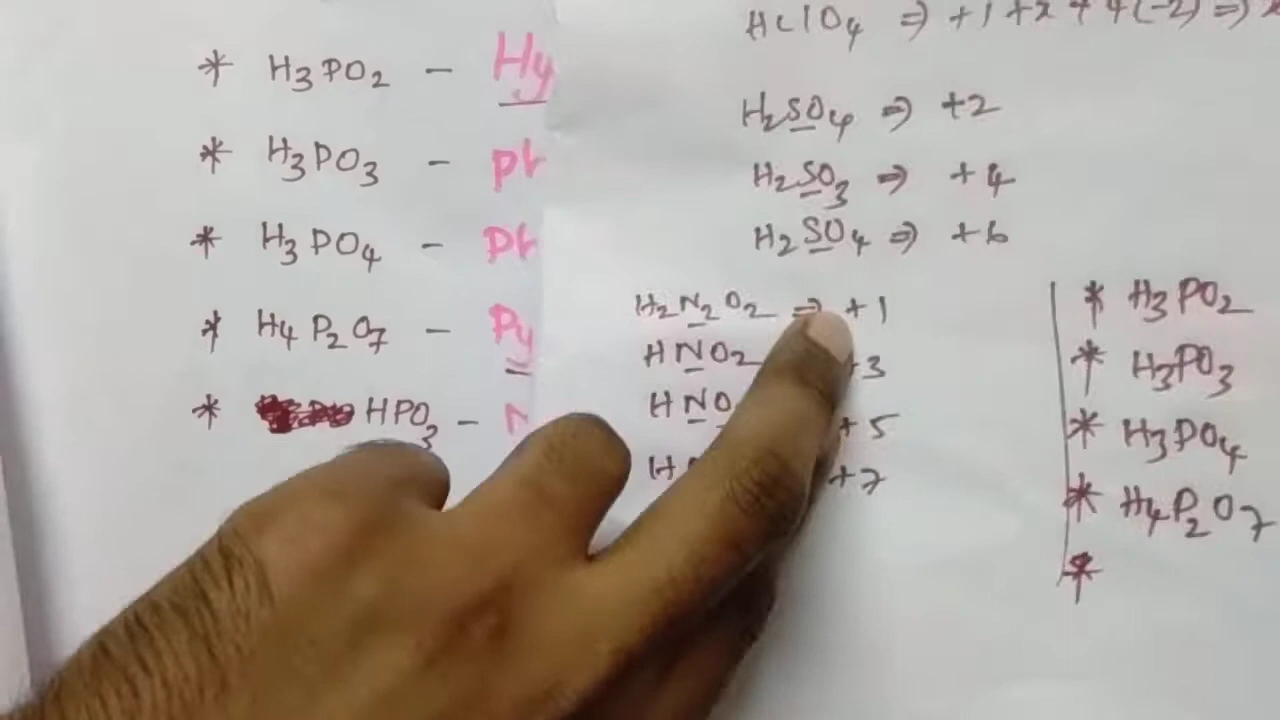 * H3PO2 - Hy
* H3PO3 - ph
* H3PO4 - ph
* H4P2O7 - Py
* HPO3 -
HClO4 ⇒ +1+x+4(-2) ⇒
H2SO4 ⇒ +2
H2SO3 ⇒ +4
H2SO4 ⇒ +6
H2N2O2 ⇒ +1
HNO2 +3
HNO +5
H +7
* H3PO2
* H3PO3
* H3PO4
* H4P2O7
*